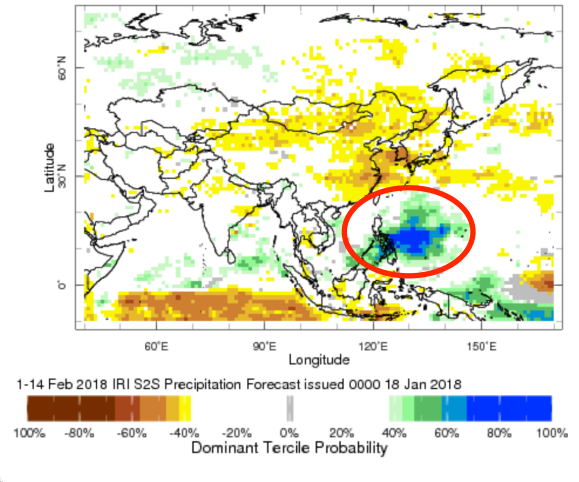 60°N
Latitude
30°N
0°
60°E 90°E 120°E 150°E
Longitude
1-14 Feb 2018 IRI S2S Precipitation Forecast issued 0000 18 Jan 2018
100% -80% -60% -40% -20% 0% 20% 40% 60% 80% 100%
Dominant Tercile Probability